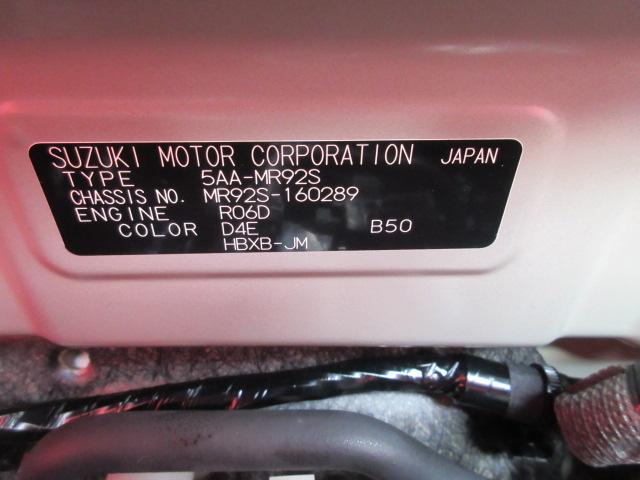 SUZUKI MOTOR CORPORATION JAPAN
TYPE 5AA-MR92S
CHASSIS NO. MR92S-160289
ENGINE R06D
COLOR D4E B50
HBXB-JM